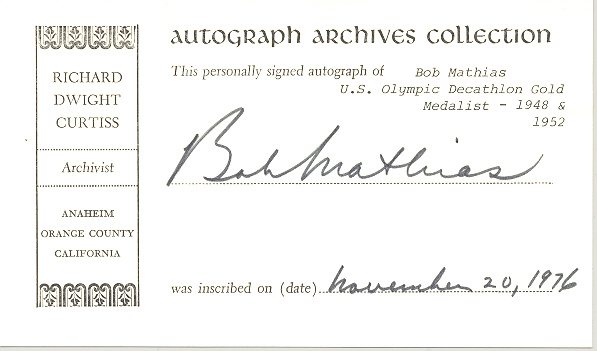 AUTOGRAPH ARCHIVES COLLECTION
RICHARD
DWIGHT
CURTISS
Archivist
ANAHEIM
ORANGE COUNTY
CALIFORNIA
This personally signed autograph of Bob Mathias
U.S. Olympic Decathlon Gold
Medalist - 1948 &
1952
Bob Mathias
was inscribed on (date) November 20, 1976